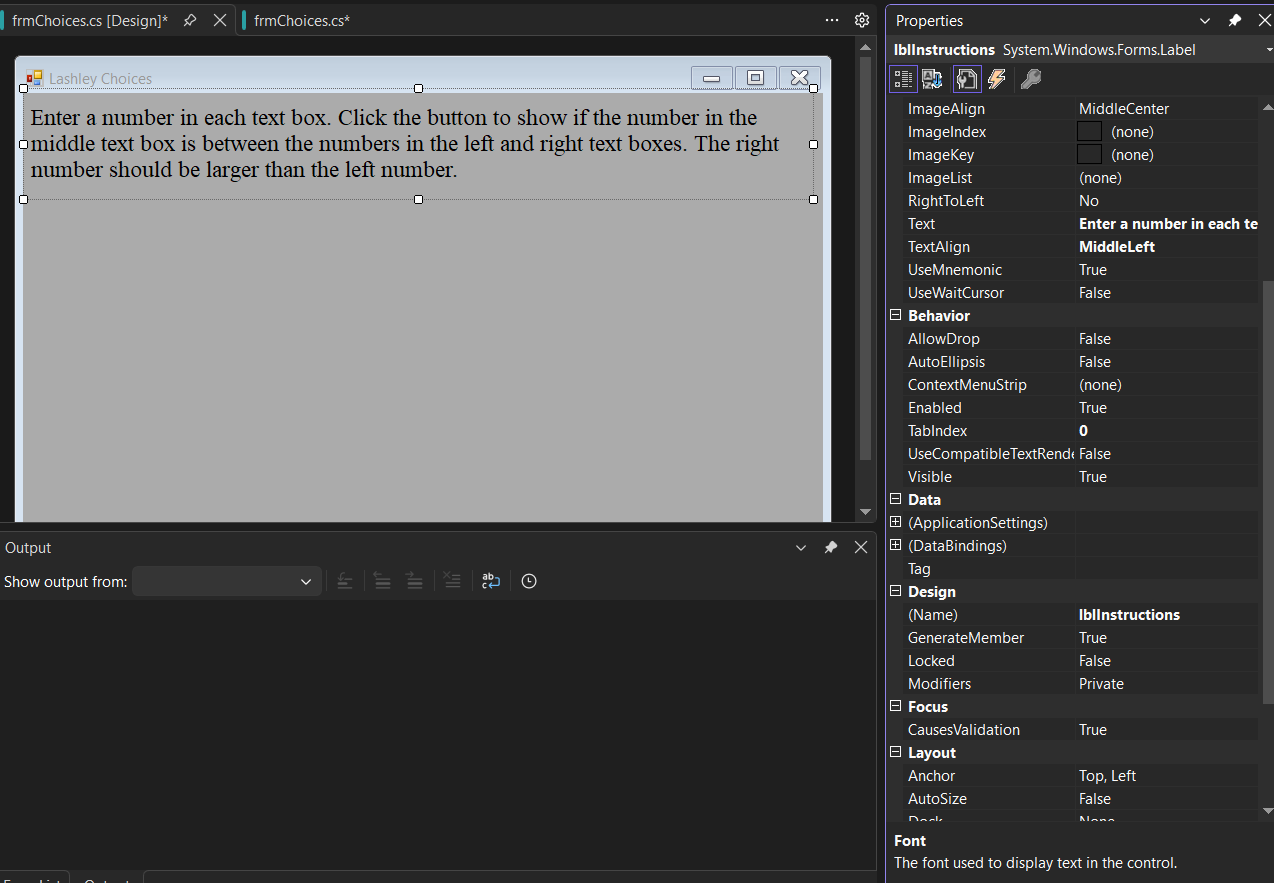 frmChoices.cs [Design]*
frmChoices.cs*
Lashley Choices
Enter a number in each text box. Click the button to show if the number in the
middle text box is between the numbers in the left and right text boxes. The right
number should be larger than the left number.
Output
Show output from:
Properties
lblInstructions System.Windows.Forms.Label
ImageAlign MiddleCenter
ImageIndex (none)
ImageKey (none)
ImageList (none)
RightToLeft No
Text Enter a number in each te
TextAlign MiddleLeft
UseMnemonic True
UseWaitCursor False
Behavior
AllowDrop False
AutoEllipsis False
ContextMenuStrip (none)
Enabled True
TabIndex 0
UseCompatibleTextRende False
Visible True
Data
(ApplicationSettings)
(DataBindings)
Tag
Design
(Name) lblInstructions
GenerateMember True
Locked False
Modifiers Private
Focus
CausesValidation True
Layout
Anchor Top, Left
AutoSize False
Dock None
Font
The font used to display text in the control.